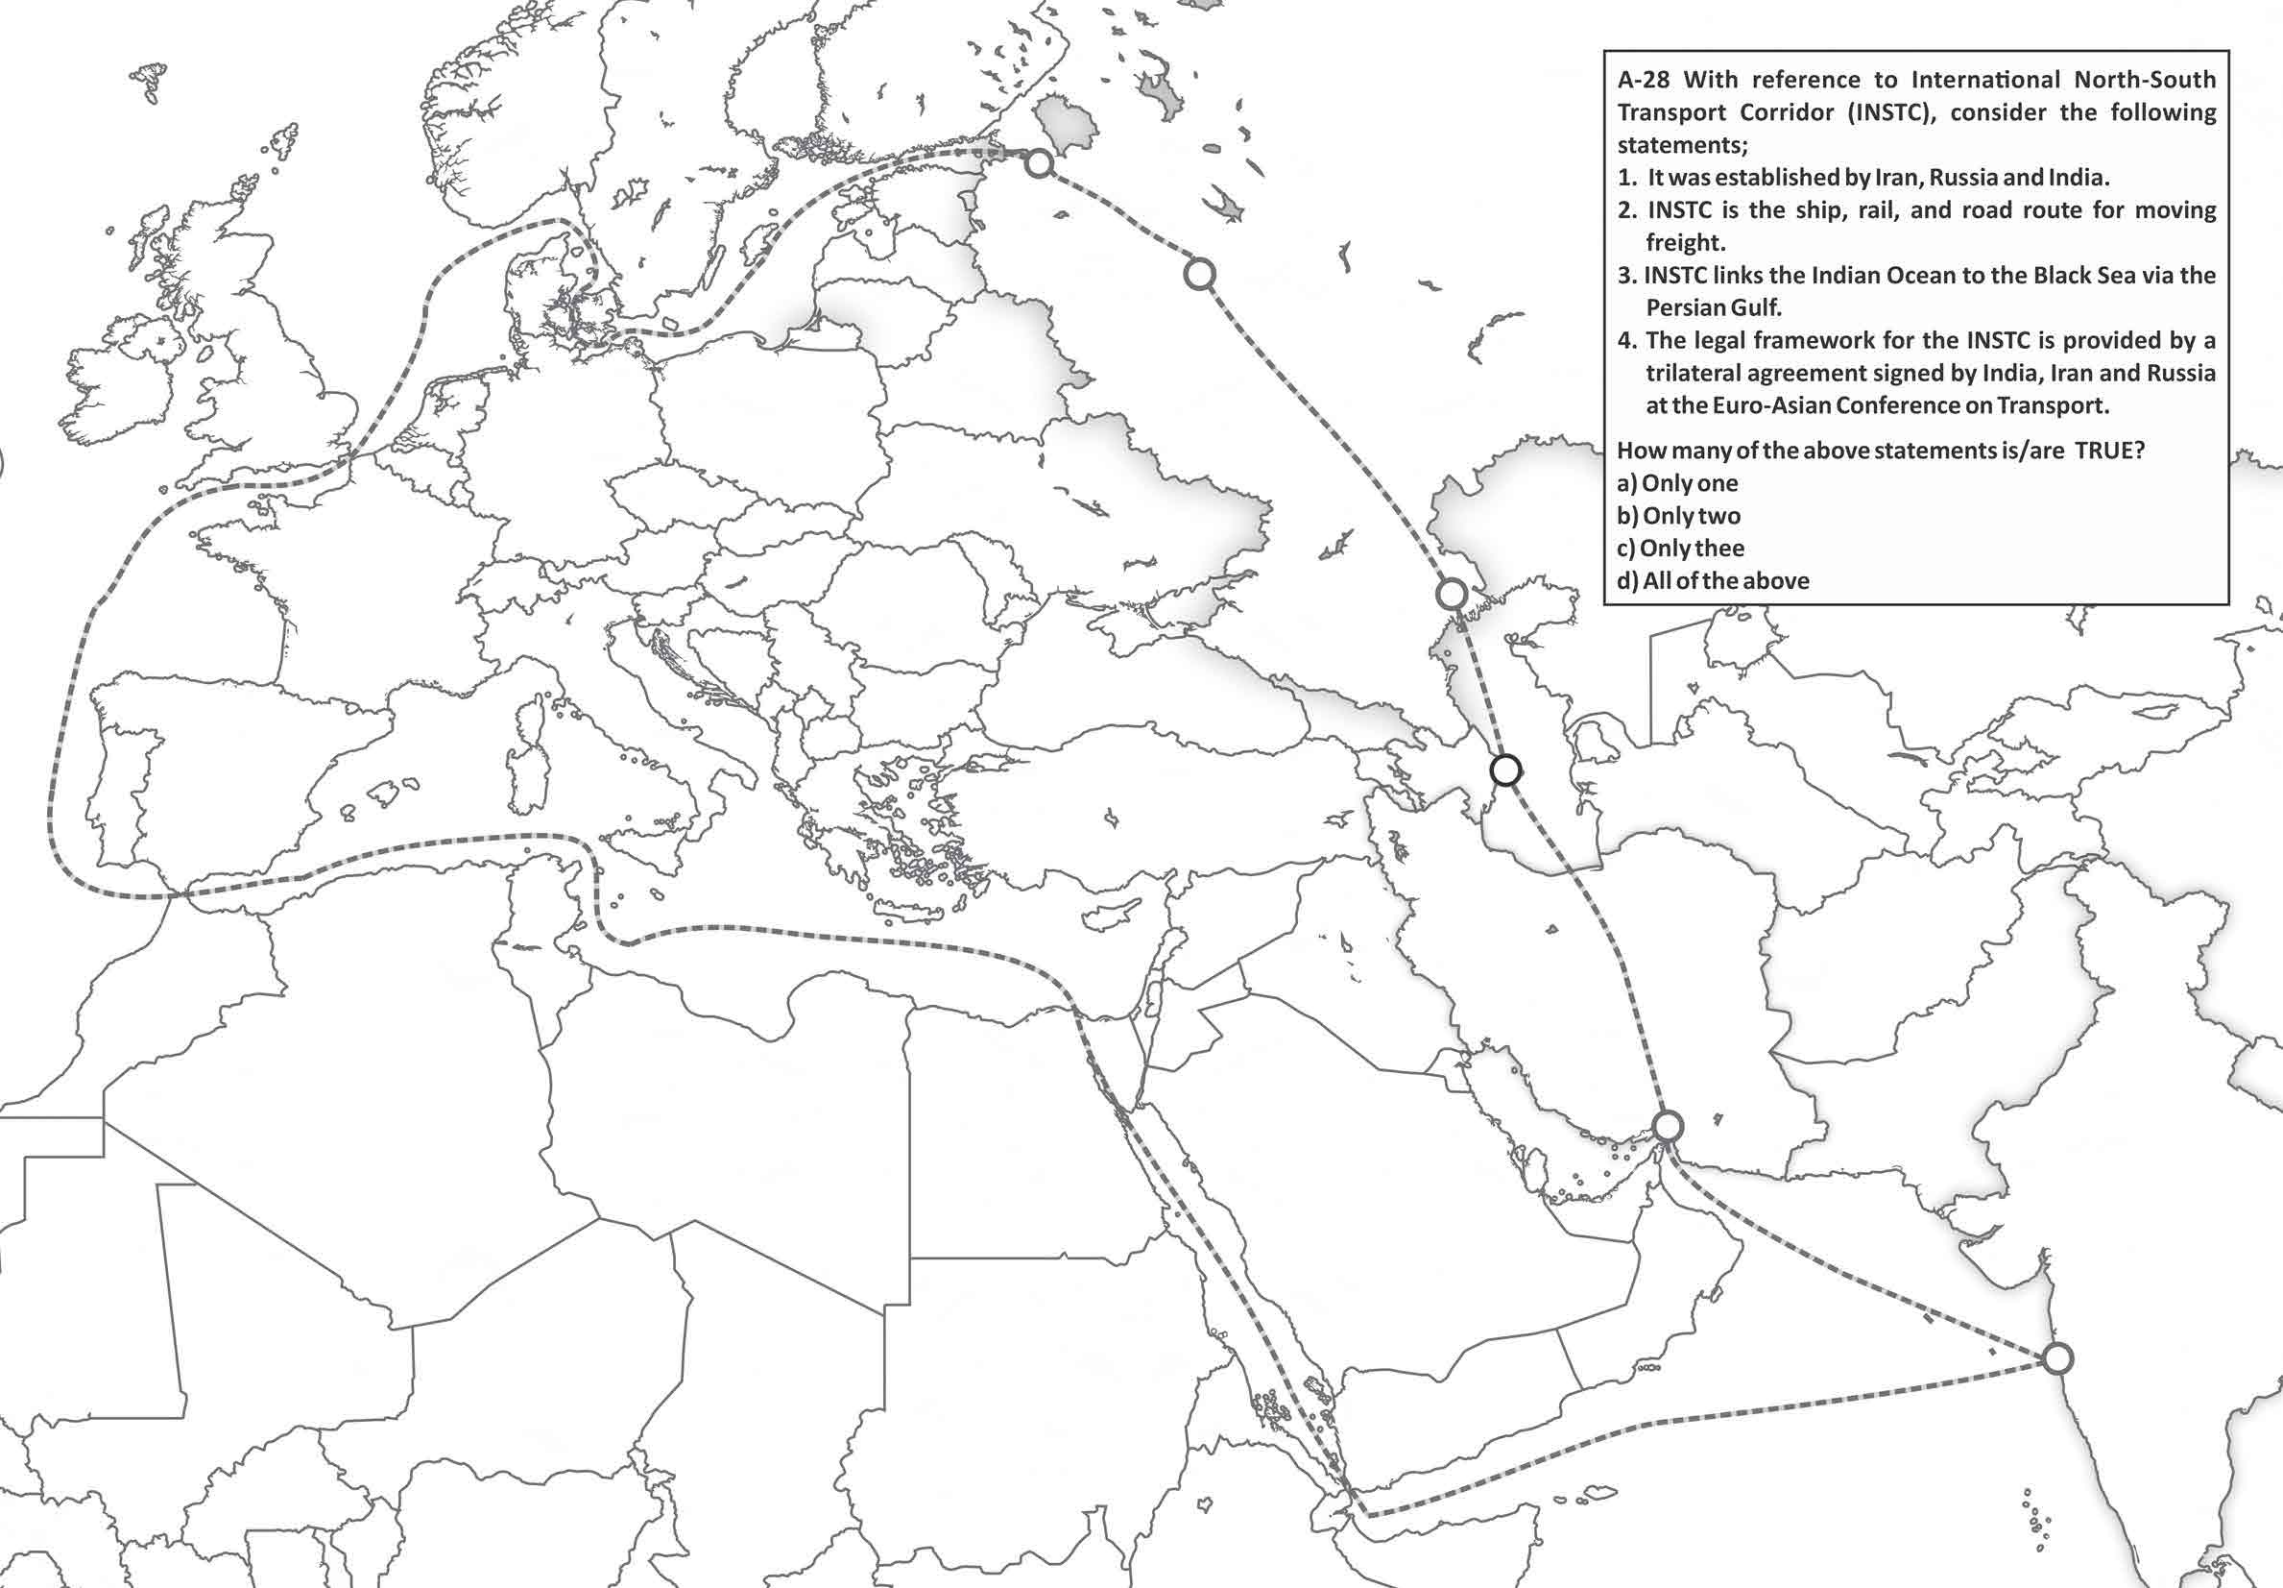 A-28 With reference to International North-South
Transport Corridor (INSTC), consider the following
statements;
1. It was established by Iran, Russia and India.
2. INSTC is the ship, rail, and road route for moving
freight.
3. INSTC links the Indian Ocean to the Black Sea via the
Persian Gulf.
4. The legal framework for the INSTC is provided by a
trilateral agreement signed by India, Iran and Russia
at the Euro-Asian Conference on Transport.
How many of the above statements is/are TRUE?
a) Only one
b) Only two
c) Only thee
d) All of the above